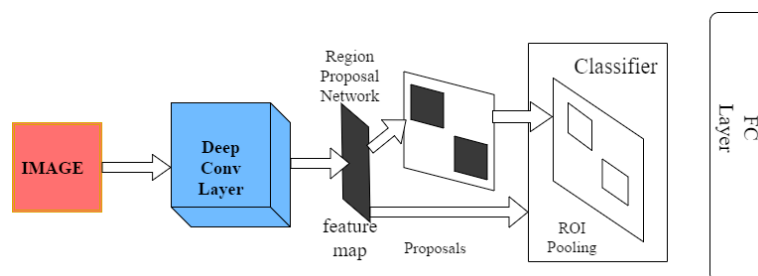 IMAGE
Deep
Conv
Layer
Region
Proposal
Network
feature
map
Proposals
Classifier
ROI
Pooling
FC
Layer